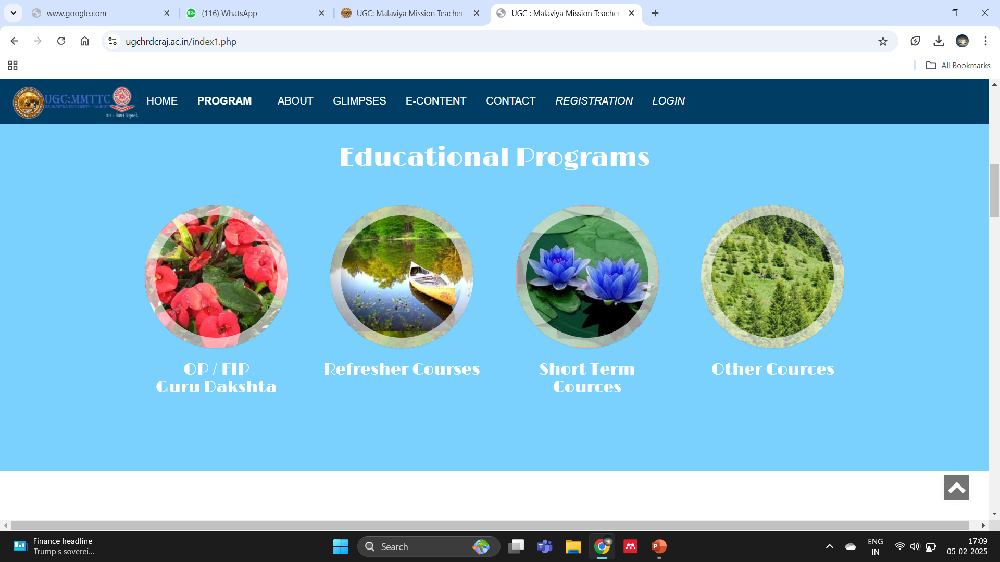 www.google.com
(116) WhatsApp
UGC: Malaviya Mission Teacher
UGC : Malaviya Mission Teacher
ugchrdcraj.ac.in/index1.php
All Bookmarks
UGC:MMTTC
SAURASTRA UNIVERSITY - RAJKOT
HOME
PROGRAM
ABOUT
GLIMPSES
E-CONTENT
CONTACT
REGISTRATION
LOGIN
Educational Programs
OP / FIP
Guru Dakshta
Refresher Courses
Short Term
Cources
Other Cources
Finance headline
Trump's soverei...
Search
ENG
IN
17:09
05-02-2025